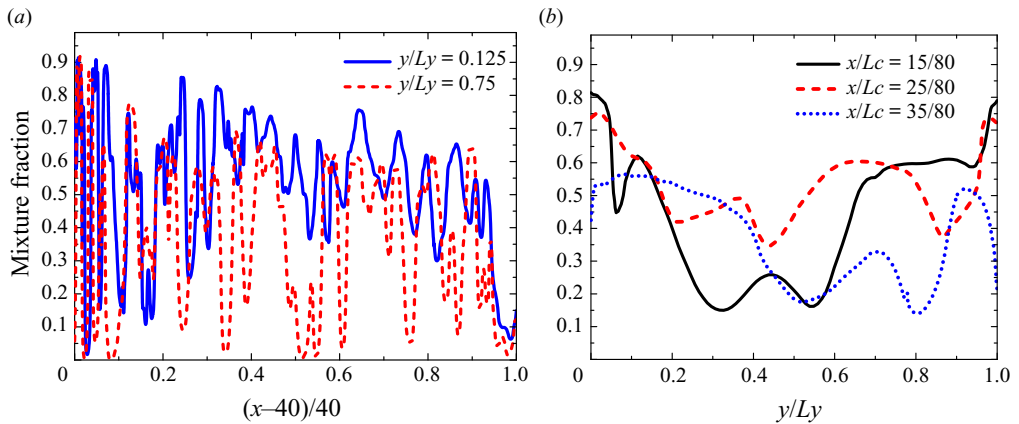 (a)
y/Ly = 0.125
y/Ly = 0.75
Mixture fraction
0.9
0.8
0.7
0.6
0.5
0.4
0.3
0.2
0.1
0 0.2 0.4 0.6 0.8 1.0
(x–40)/40
(b)
x/Lc = 15/80
x/Lc = 25/80
x/Lc = 35/80
0.9
0.8
0.7
0.6
0.5
0.4
0.3
0.2
0.1
0 0.2 0.4 0.6 0.8 1.0
y/Ly